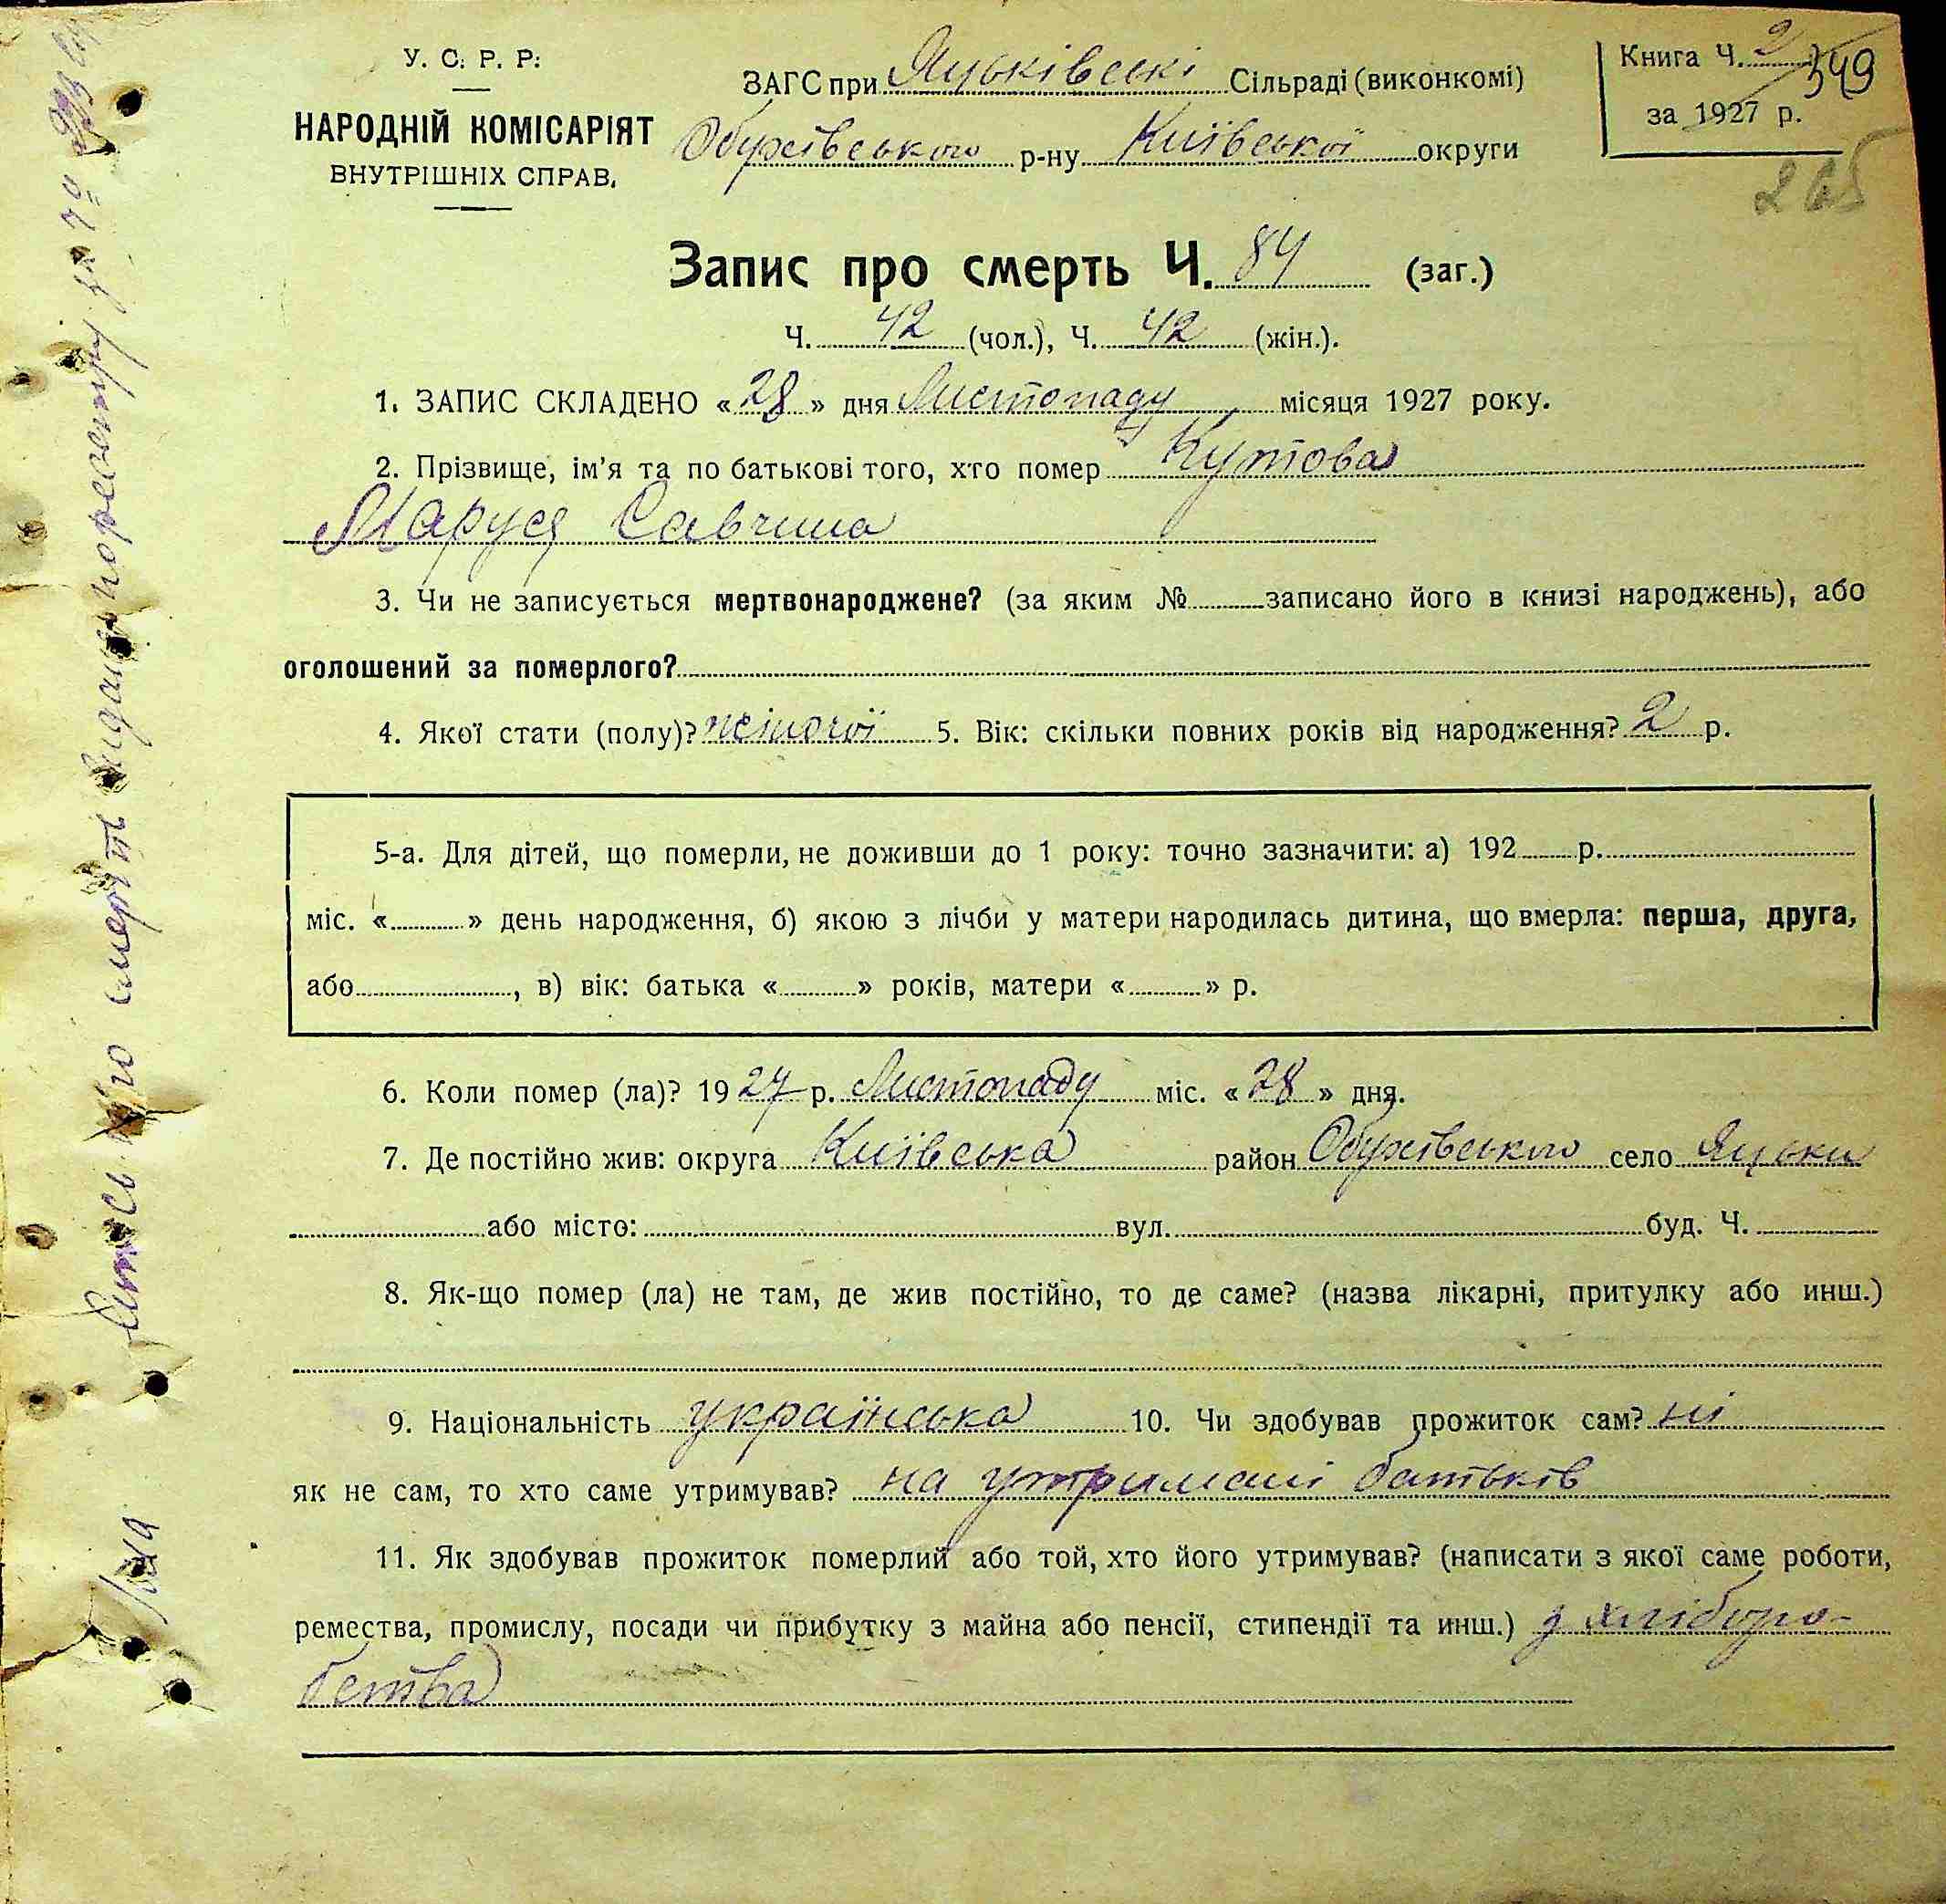 У. С. Р. Р.
НАРОДНІЙ КОМІСАРІЯТ
ВНУТРІШНІХ СПРАВ.
ЗАГС при Яцьківські Сільраді (виконкомі)
Обухівського р-ну Київської округи
Книга Ч. 2
349
за 1927 р.
265
Запис про смерть Ч. 84 (заг.)
Ч. 42 (чол.), Ч. 42 (жін.).
1. ЗАПИС СКЛАДЕНО «28» дня Листопаду місяця 1927 року.
2. Прізвище, ім'я та по батькові того, хто помер Кутова
Маруся Савчина
3. Чи не записується мертвонароджене? (за яким № записано його в книзі народжень), або
оголошений за померлого?
4. Якої стати (полу)? жіночої 5. Вік: скільки повних років від народження? 2 р.
5-а. Для дітей, що померли, не доживши до 1 року: точно зазначити: а) 192 р.
міс. « » день народження, б) якою з лічби у матери народилась дитина, що вмерла: перша, друга,
або , в) вік: батька « » років, матери « » р.
6. Коли помер (ла)? 1927 р. Листопаду міс. «28» дня.
7. Де постійно жив: округа Київська район Обухівського село Яцьки
або місто: вул. буд. Ч.
8. Як-що помер (ла) не там, де жив постійно, то де саме? (назва лікарні, притулку або инш.)
9. Національність українська 10. Чи здобував прожиток сам? ні
як не сам, то хто саме утримував? на утримані батьків
11. Як здобував прожиток померлий або той, хто його утримував? (написати з якої саме роботи,
ремества, промислу, посади чи прибутку з майна або пенсії, стипендії та инш.) з хлібороб-
бства
про смерть видано по реєстру за №